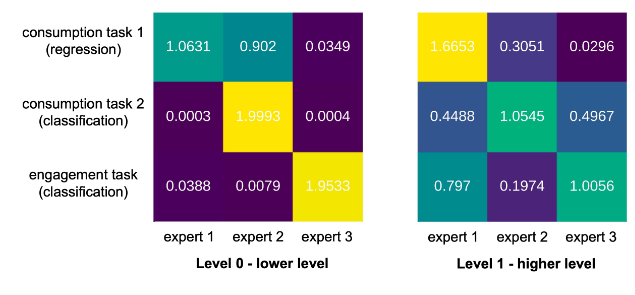 consumption task 1
(regression)
1.0631 0.902 0.0349
1.6653 0.3051 0.0296
consumption task 2
(classification)
0.0003 1.9993 0.0004
0.4488 1.0545 0.4967
engagement task
(classification)
0.0388 0.0079 1.9533
0.797 0.1974 1.0056
expert 1 expert 2 expert 3
expert 1 expert 2 expert 3
Level 0 - lower level
Level 1 - higher level